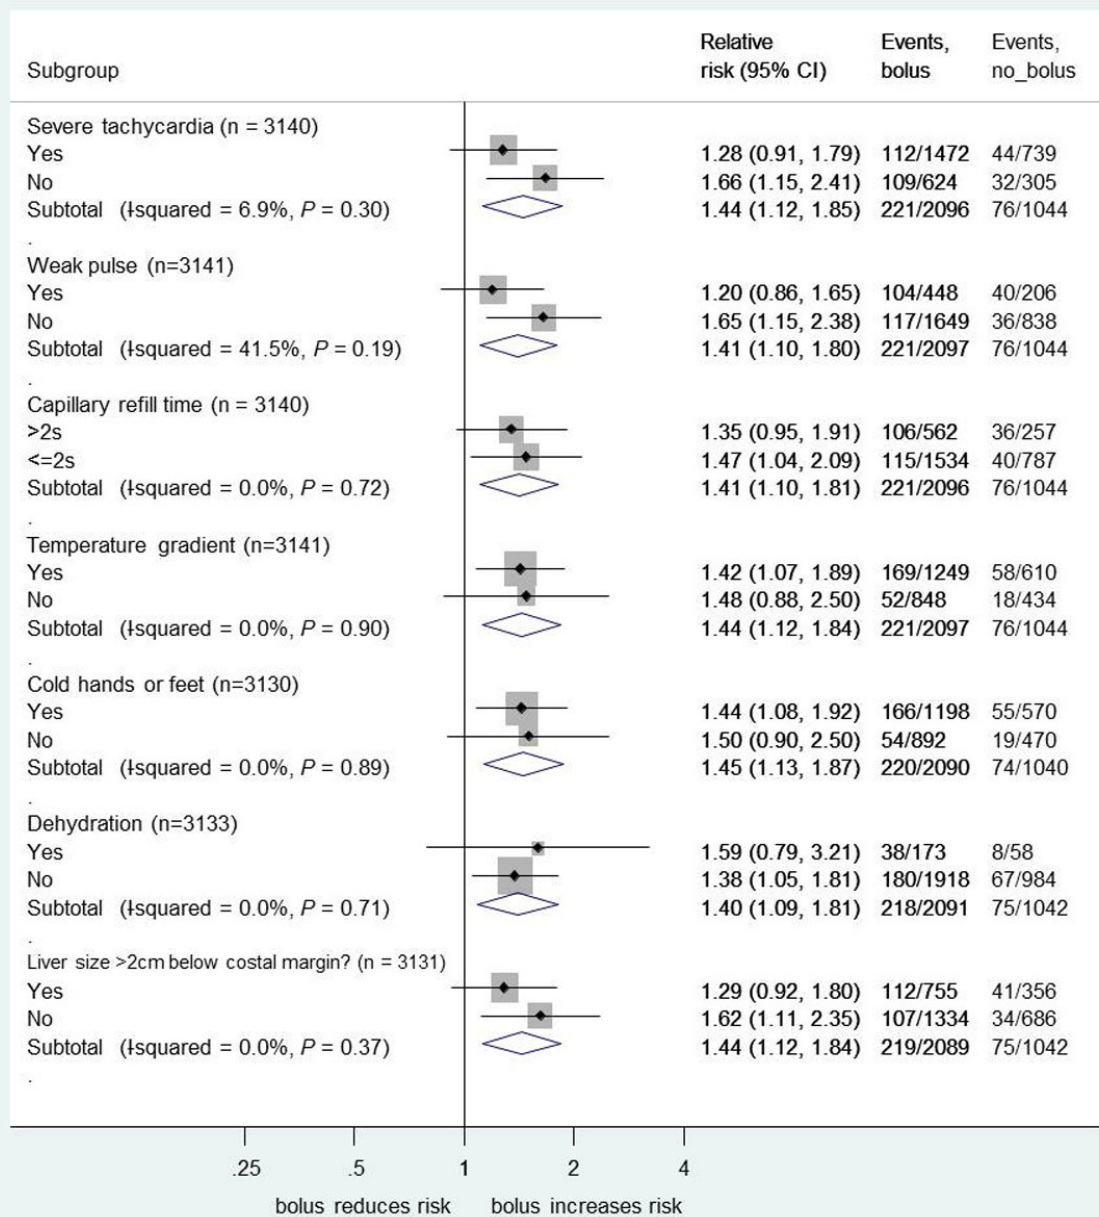 Subgroup Relative risk (95% CI) Events, bolus Events, no_bolus
Severe tachycardia (n = 3140)
Yes 1.28 (0.91, 1.79) 112/1472 44/739
No 1.66 (1.15, 2.41) 109/624 32/305
Subtotal (I-squared = 6.9%, P = 0.30) 1.44 (1.12, 1.85) 221/2096 76/1044
.
Weak pulse (n=3141)
Yes 1.20 (0.86, 1.65) 104/448 40/206
No 1.65 (1.15, 2.38) 117/1649 36/838
Subtotal (I-squared = 41.5%, P = 0.19) 1.41 (1.10, 1.80) 221/2097 76/1044
.
Capillary refill time (n = 3140)
>2s 1.35 (0.95, 1.91) 106/562 36/257
<=2s 1.47 (1.04, 2.09) 115/1534 40/787
Subtotal (I-squared = 0.0%, P = 0.72) 1.41 (1.10, 1.81) 221/2096 76/1044
.
Temperature gradient (n=3141)
Yes 1.42 (1.07, 1.89) 169/1249 58/610
No 1.48 (0.88, 2.50) 52/848 18/434
Subtotal (I-squared = 0.0%, P = 0.90) 1.44 (1.12, 1.84) 221/2097 76/1044
.
Cold hands or feet (n=3130)
Yes 1.44 (1.08, 1.92) 166/1198 55/570
No 1.50 (0.90, 2.50) 54/892 19/470
Subtotal (I-squared = 0.0%, P = 0.89) 1.45 (1.13, 1.87) 220/2090 74/1040
.
Dehydration (n=3133)
Yes 1.59 (0.79, 3.21) 38/173 8/58
No 1.38 (1.05, 1.81) 180/1918 67/984
Subtotal (I-squared = 0.0%, P = 0.71) 1.40 (1.09, 1.81) 218/2091 75/1042
.
Liver size >2cm below costal margin? (n = 3131)
Yes 1.29 (0.92, 1.80) 112/755 41/356
No 1.62 (1.11, 2.35) 107/1334 34/686
Subtotal (I-squared = 0.0%, P = 0.37) 1.44 (1.12, 1.84) 219/2089 75/1042
.
.25 .5 1 2 4
bolus reduces risk bolus increases risk